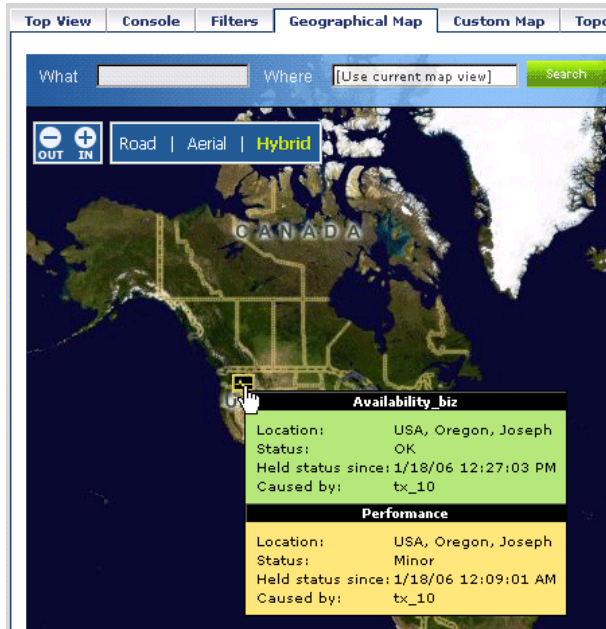 Top View Console Filters Geographical Map Custom Map
What Where [Use current map view] Search
OUT IN Road | Aerial | Hybrid
CANADA
Availability_biz
Location: USA, Oregon, Joseph
Status: OK
Held status since: 1/18/06 12:27:03 PM
Caused by: tx_10
Performance
Location: USA, Oregon, Joseph
Status: Minor
Held status since: 1/18/06 12:09:01 AM
Caused by: tx_10